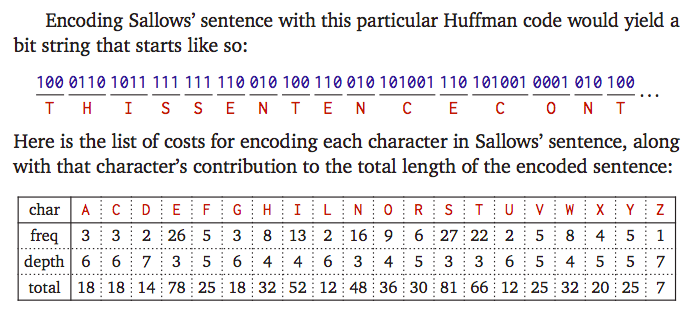 Encoding Sallows’ sentence with this particular Huffman code would yield a
bit string that starts like so:
100 0110 1011 111 111 110 010 100 110 010 101001 110 101001 0001 010 100 ...
T H I S S E N T E N C E C O N T
Here is the list of costs for encoding each character in Sallows’ sentence, along
with that character’s contribution to the total length of the encoded sentence:
char A C D E F G H I L N O R S T U V W X Y Z
freq 3 3 2 26 5 3 8 13 2 16 9 6 27 22 2 5 8 4 5 1
depth 6 6 7 3 5 6 4 4 6 3 4 5 3 3 6 5 4 5 5 7
total 18 18 14 78 25 18 32 52 12 48 36 30 81 66 12 25 32 20 25 7